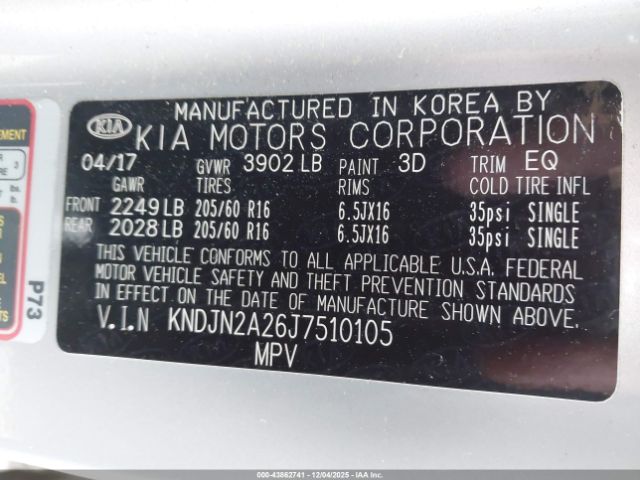 MANUFACTURED IN KOREA BY
KIA KIA MOTORS CORPORATION
04/17 GVWR 3902 LB PAINT 3D TRIM EQ
GAWR TIRES RIMS COLD TIRE INFL
FRONT 2249 LB 205/60 R16 6.5JX16 35psi SINGLE
REAR 2028 LB 205/60 R16 6.5JX16 35psi SINGLE
THIS VEHICLE CONFORMS TO ALL APPLICABLE U.S.A. FEDERAL
MOTOR VEHICLE SAFETY AND THEFT PREVENTION STANDARDS
IN EFFECT ON THE DATE OF MANUFACTURE SHOWN ABOVE.
V.I.N KNDJN2A26J7510105
MPV
P73
000-43862741 - 12/04/2025 - IAAI.COM